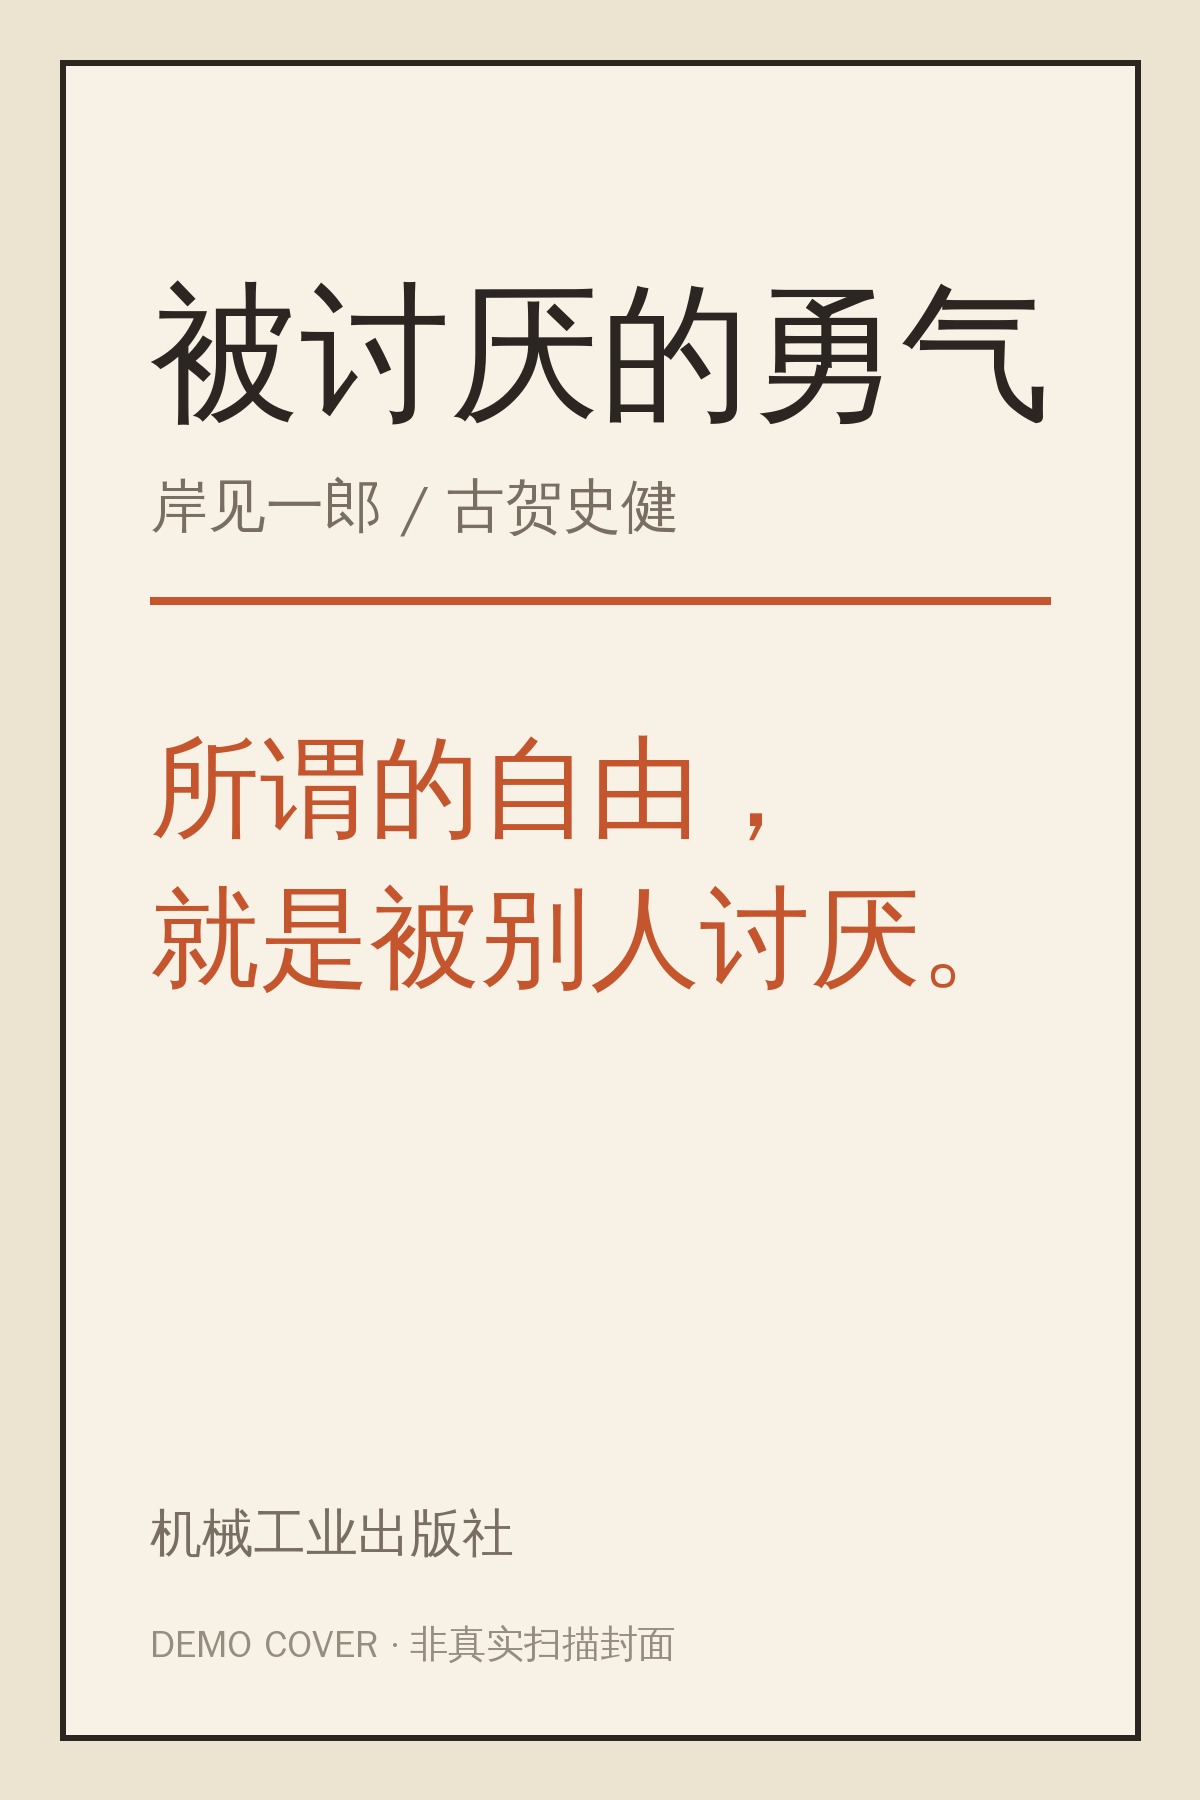 被讨厌的勇气
岸见一郎 / 古贺史健
所谓的自由，
就是被别人讨厌。
机械工业出版社
DEMO COVER · 非真实扫描封面